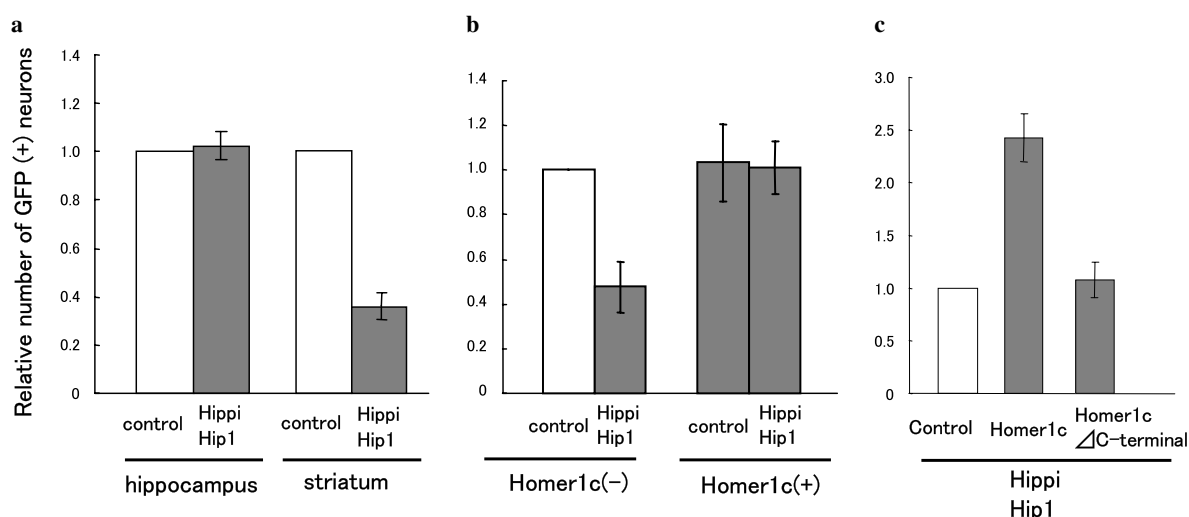 a
Relative number of GFP (+) neurons
1.4
1.2
1.0
0.8
0.6
0.4
0.2
0
control
Hippi
Hip1
control
Hippi
Hip1
hippocampus
striatum
b
1.4
1.2
1.0
0.8
0.6
0.4
0.2
0
control
Hippi
Hip1
control
Hippi
Hip1
Homer1c(-)
Homer1c(+)
c
3.0
2.5
2.0
1.5
1.0
0.5
0
Control
Homer1c
Homer1c
⊿C-terminal
Hippi
Hip1